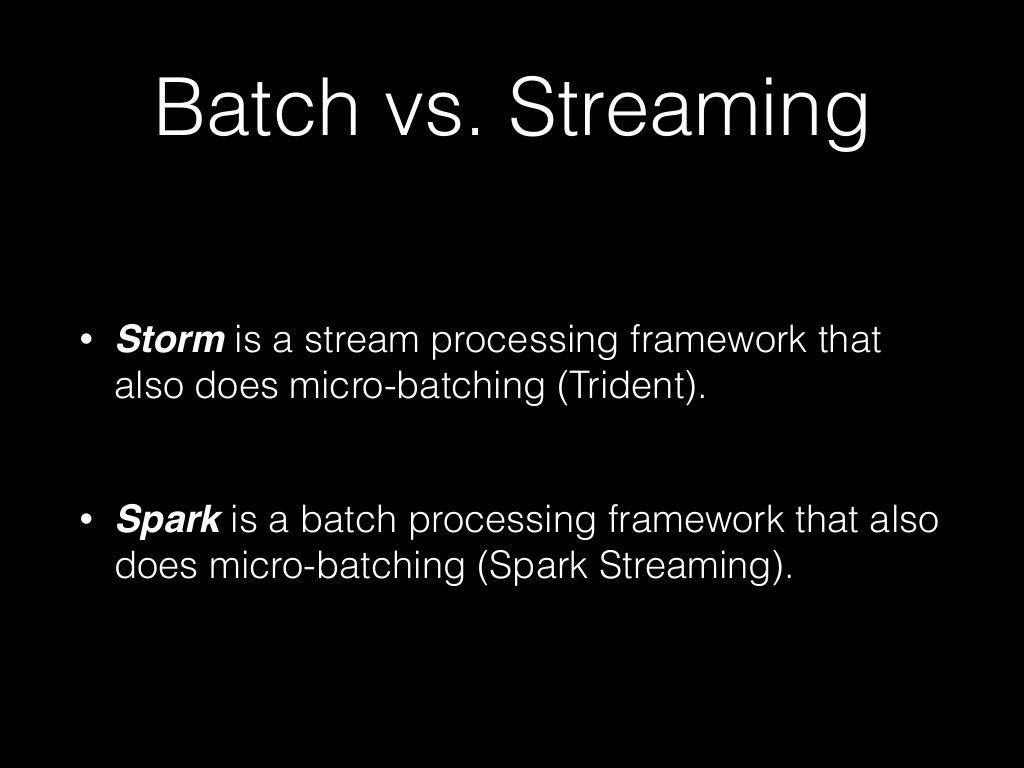 Batch vs. Streaming
• Storm is a stream processing framework that
also does micro-batching (Trident).
• Spark is a batch processing framework that also
does micro-batching (Spark Streaming).